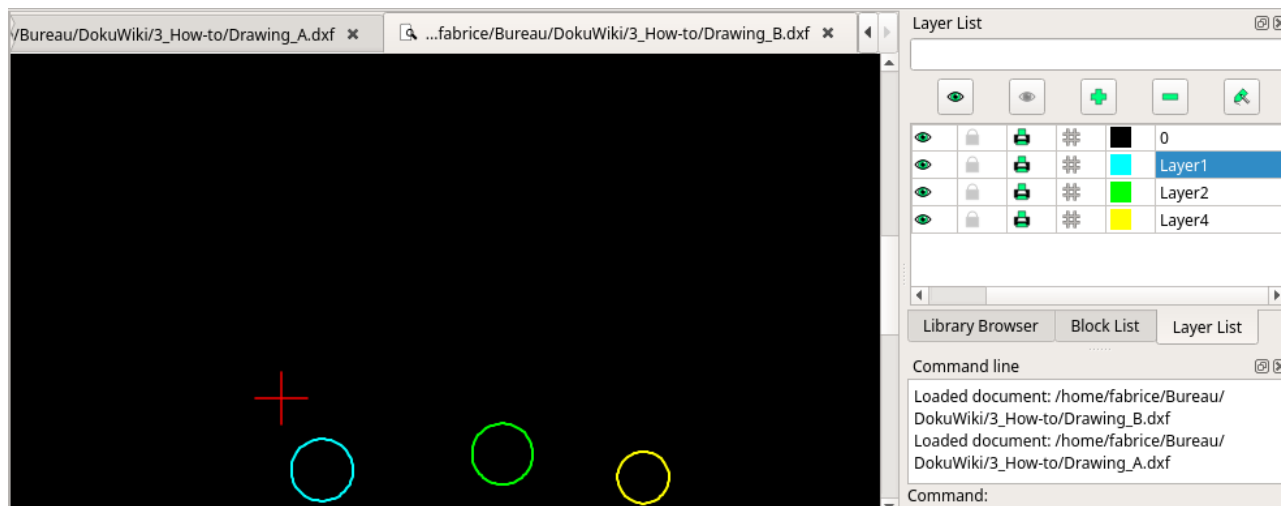 /Bureau/DokuWiki/3_How-to/Drawing_A.dxf
...fabrice/Bureau/DokuWiki/3_How-to/Drawing_B.dxf
Layer List
0
Layer1
Layer2
Layer4
Library Browser
Block List
Layer List
Command line
Loaded document: /home/fabrice/Bureau/
DokuWiki/3_How-to/Drawing_B.dxf
Loaded document: /home/fabrice/Bureau/
DokuWiki/3_How-to/Drawing_A.dxf
Command: